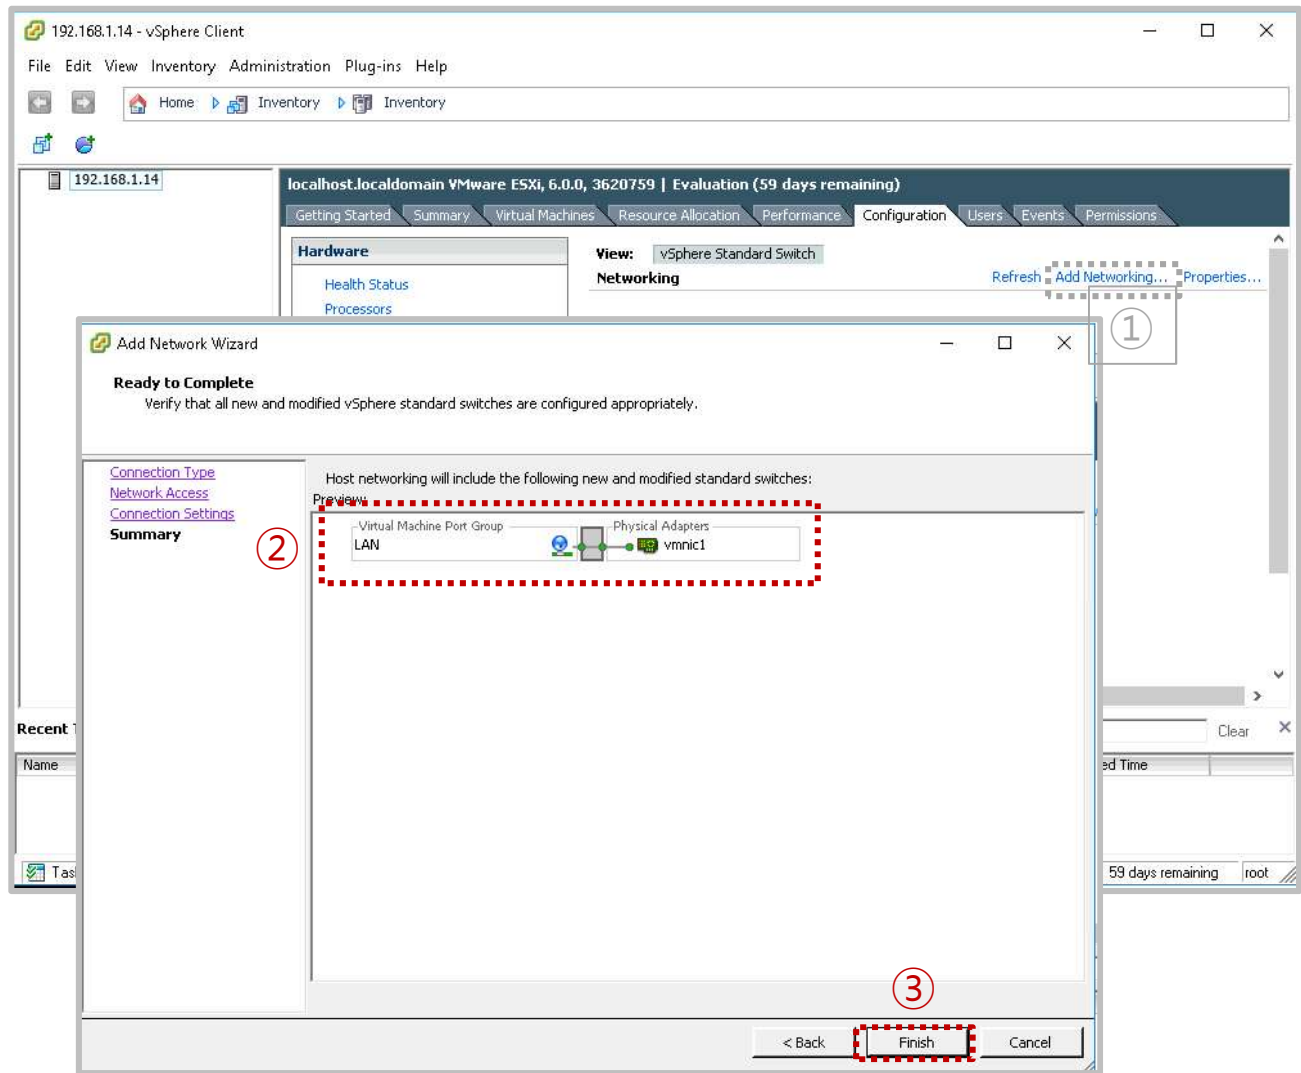 192.168.1.14 - vSphere Client
File Edit View Inventory Administration Plug-ins Help
Home Inventory Inventory
192.168.1.14
localhost.localdomain VMware ESXi, 6.0.0, 3620759 | Evaluation (59 days remaining)
Getting Started Summary Virtual Machines Resource Allocation Performance Configuration Users Events Permissions
Hardware
Health Status
Processors
View: vSphere Standard Switch
Networking
Refresh Add Networking... Properties...
①
Add Network Wizard
Ready to Complete
Verify that all new and modified vSphere standard switches are configured appropriately.
Connection Type
Network Access
Connection Settings
Summary
Host networking will include the following new and modified standard switches:
Preview:
②
Virtual Machine Port Group
LAN
Physical Adapters
vmnic1
③
< Back Finish Cancel
Recent
Clear
Name
ed Time
Tas
59 days remaining root